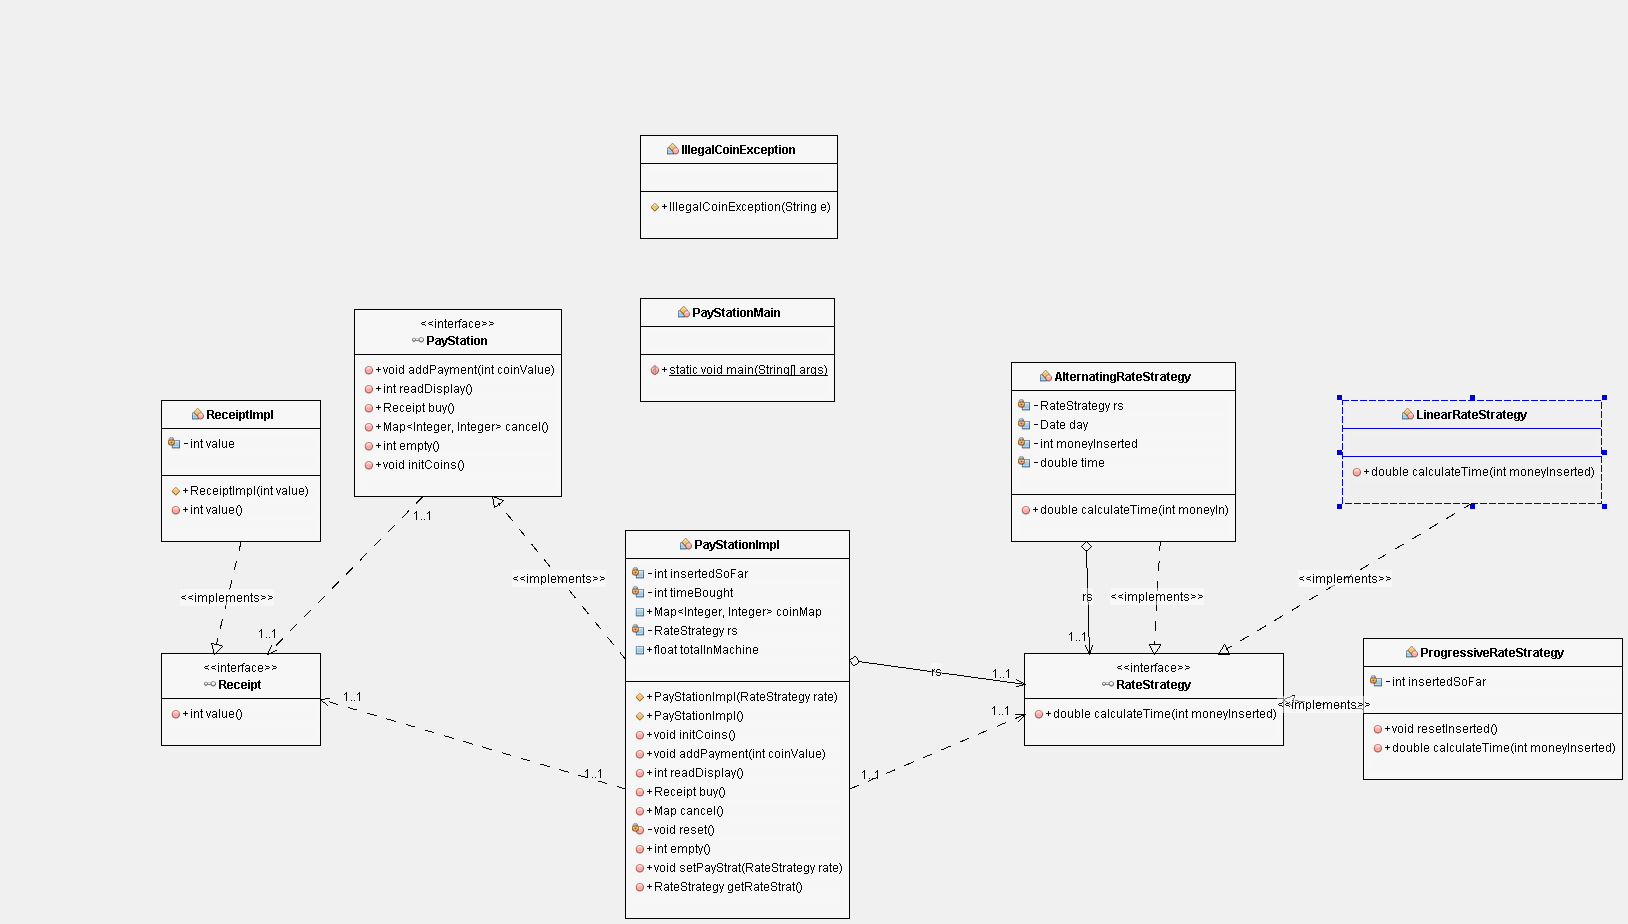 IllegalCoinException
+IllegalCoinException(String e)
PayStationMain
+static void main(String[] args)
<<interface>>
PayStation
+void addPayment(int coinValue)
+int readDisplay()
+Receipt buy()
+Map<Integer, Integer> cancel()
+int empty()
+void initCoins()
ReceiptImpl
-int value
+ReceiptImpl(int value)
+int value()
AlternatingRateStrategy
-RateStrategy rs
-Date day
-int moneyInserted
-double time
+double calculateTime(int moneyIn)
LinearRateStrategy
+double calculateTime(int moneyInserted)
1..1
<<implements>>
<<implements>>
1..1
rs
<<implements>>
1..1
<<implements>>
<<interface>>
Receipt
+int value()
1..1
1..1
PayStationImpl
-int insertedSoFar
-int timeBought
+Map<Integer, Integer> coinMap
-RateStrategy rs
+float totalInMachine
+PayStationImpl(RateStrategy rate)
+PayStationImpl()
+void initCoins()
+void addPayment(int coinValue)
+int readDisplay()
+Receipt buy()
+Map cancel()
-void reset()
+int empty()
+void setPayStrat(RateStrategy rate)
+RateStrategy getRateStrat()
rs
1..1
1..1
1..1
<<interface>>
RateStrategy
+double calculateTime(int moneyInserted)
<<implements>>
ProgressiveRateStrategy
-int insertedSoFar
+void resetInserted()
+double calculateTime(int moneyInserted)